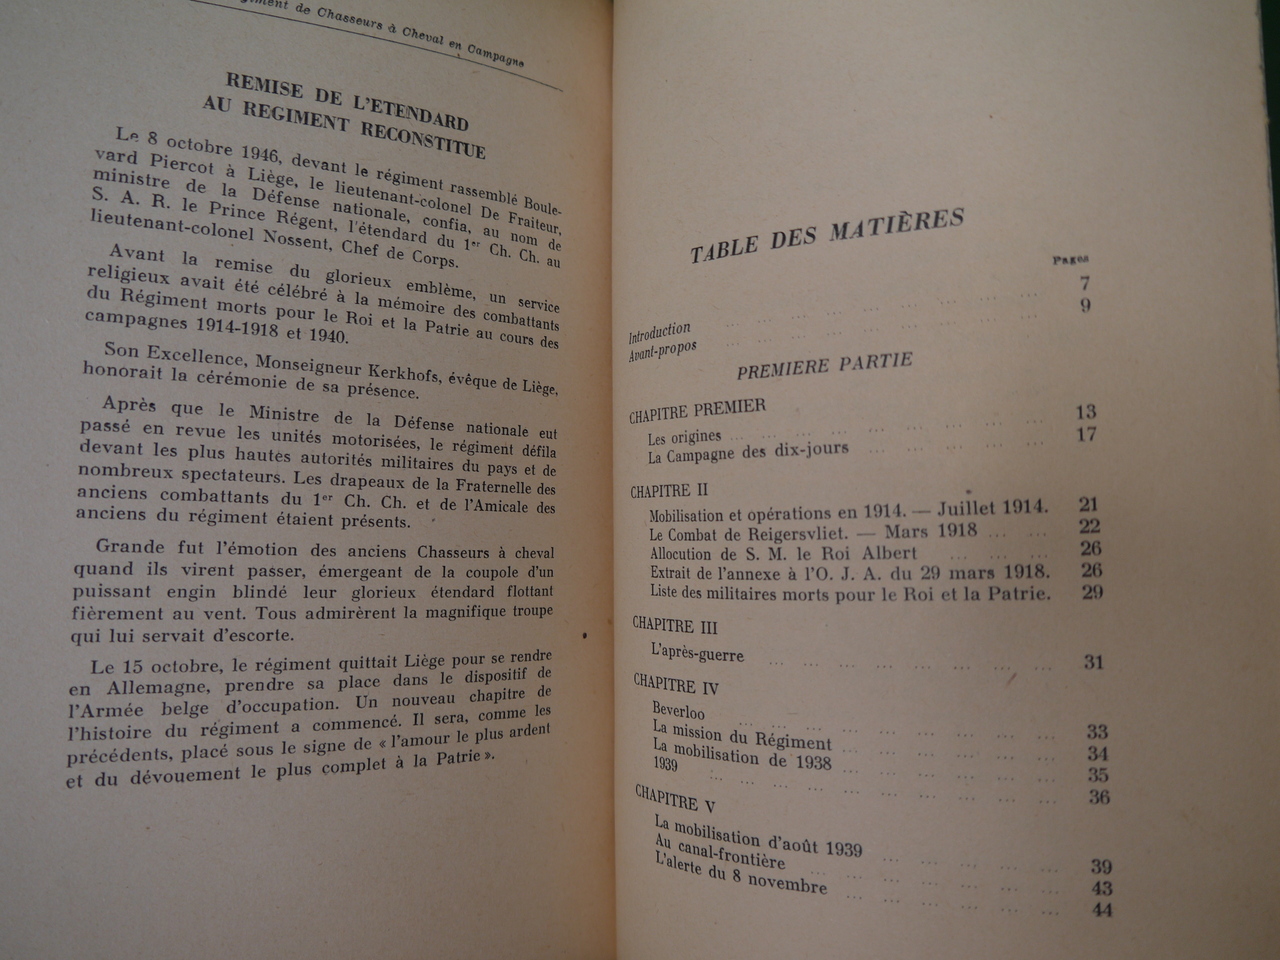 de Chasseurs à Cheval en Campagne
REMISE DE L'ETENDARD
AU REGIMENT RECONSTITUE
Le 8 octobre 1946, devant le régiment rassemblé Boule-
vard Piercot à Liège, le lieutenant-colonel De Fraiteur,
ministre de la Défense nationale, confia, au nom de
S. A. R. le Prince Régent, l'étendard du 1er Ch. Ch. au
lieutenant-colonel Nossent, Chef de Corps.
Avant la remise du glorieux emblème, un service
religieux avait été célébré à la mémoire des combattants
du Régiment morts pour le Roi et la Patrie au cours des
campagnes 1914-1918 et 1940.
Son Excellence, Monseigneur Kerkhofs, évêque de Liège,
honorait la cérémonie de sa présence.
Après que le Ministre de la Défense nationale eut
passé en revue les unités motorisées, le régiment défila
devant les plus hautes autorités militaires du pays et de
nombreux spectateurs. Les drapeaux de la Fraternelle des
anciens combattants du 1er Ch. Ch. et de l'Amicale des
anciens du régiment étaient présents.
Grande fut l'émotion des anciens Chasseurs à cheval
quand ils virent passer, émergeant de la coupole d'un
puissant engin blindé leur glorieux étendard flottant
fièrement au vent. Tous admirèrent la magnifique troupe
qui lui servait d'escorte.
Le 15 octobre, le régiment quittait Liège pour se rendre
en Allemagne, prendre sa place dans le dispositif de
l'Armée belge d'occupation. Un nouveau chapitre de
l'histoire du régiment a commencé. Il sera, comme les
précédents, placé sous le signe de « l'amour le plus ardent
et du dévouement le plus complet à la Patrie ».
TABLE DES MATIÈRES
Pages
Introduction ... 7
Avant-propos ... 9
PREMIERE PARTIE
CHAPITRE PREMIER
Les origines ... 13
La Campagne des dix-jours ... 17
CHAPITRE II
Mobilisation et opérations en 1914. — Juillet 1914. 21
Le Combat de Reigersvliet. — Mars 1918 ... 22
Allocution de S. M. le Roi Albert ... 26
Extrait de l'annexe à l'O. J. A. du 29 mars 1918. 26
Liste des militaires morts pour le Roi et la Patrie. 29
CHAPITRE III
L'après-guerre ... 31
CHAPITRE IV
Beverloo ... 33
La mission du Régiment ... 34
La mobilisation de 1938 ... 35
1939 ... 36
CHAPITRE V
La mobilisation d'août 1939 ... 39
Au canal-frontière ... 43
L'alerte du 8 novembre ... 44